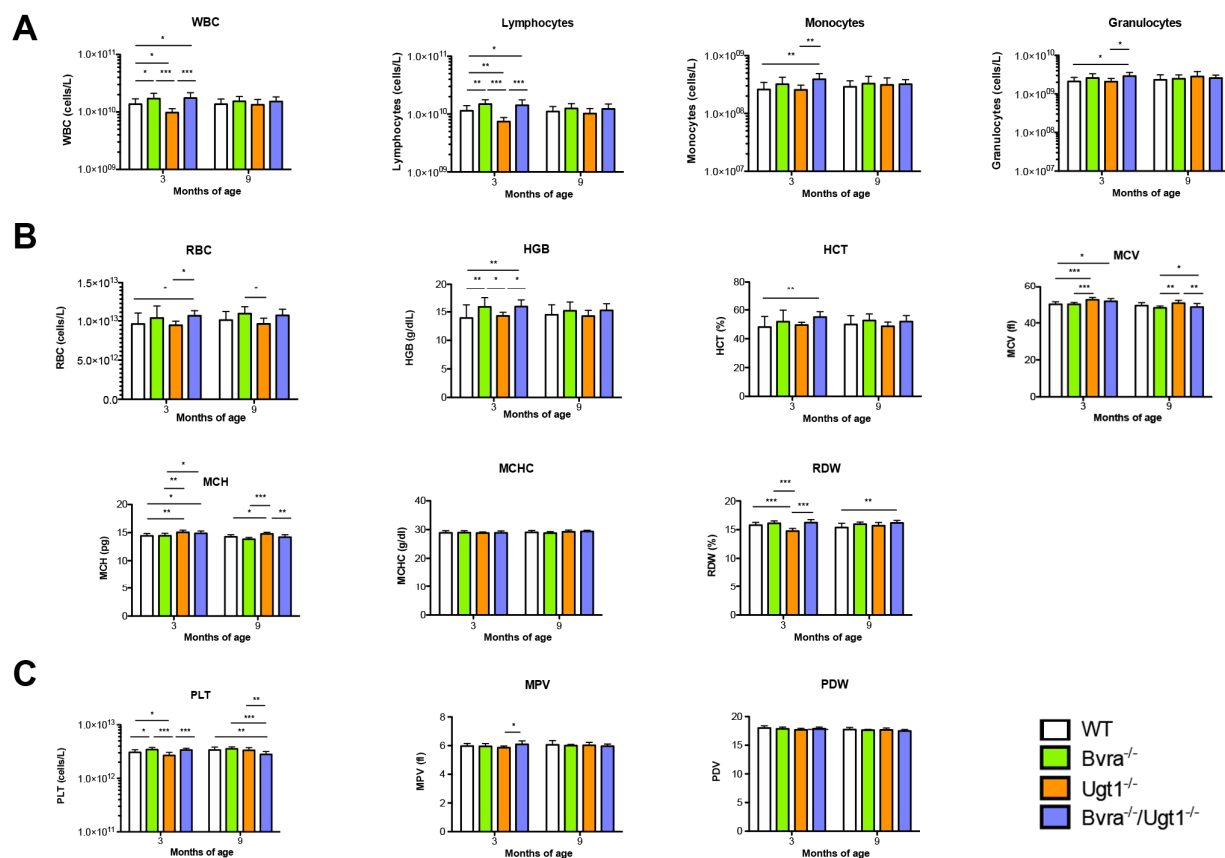 A
WBC
Lymphocytes
Monocytes
Granulocytes
WBC (cells/L)
1.0×10¹¹
1.0×10¹⁰
1.0×10⁰⁹
* * * *** ***
3 9
Months of age
Lymphocytes (cells/L)
1.0×10¹¹
1.0×10¹⁰
1.0×10⁰⁹
* ** ** *** ***
3 9
Months of age
Monocytes (cells/L)
1.0×10⁰⁹
1.0×10⁰⁸
1.0×10⁰⁷
** **
3 9
Months of age
Granulocytes (cells/L)
1.0×10¹⁰
1.0×10⁰⁹
1.0×10⁰⁸
1.0×10⁰⁷
* *
3 9
Months of age
B
RBC
HGB
HCT
MCV
RBC (cells/L)
1.5×10¹³
1.0×10¹³
5.0×10¹²
0.0
*
3 9
Months of age
HGB (g/dlL)
20
15
10
5
0
** ** * *
3 9
Months of age
HCT (%)
80
60
40
20
0
**
3 9
Months of age
MCV (fl)
60
40
20
0
* *** *** * ** **
3 9
Months of age
MCH
MCHC
RDW
MCH (pg)
20
15
10
5
0
* ** * ** *** * **
3 9
Months of age
MCHC (g/dl)
40
30
20
10
0
3 9
Months of age
RDW (%)
20
15
10
5
0
*** *** *** **
3 9
Months of age
C
PLT
MPV
PDW
PLT (cells/L)
1.0×10¹³
1.0×10¹²
1.0×10¹¹
* * *** *** ** *** **
3 9
Months of age
MPV (fl)
8
6
4
2
0
*
3 9
Months of age
PDV
20
15
10
5
0
3 9
Months of age
WT
Bvra⁻/⁻
Ugt1⁻/⁻
Bvra⁻/⁻/Ugt1⁻/⁻